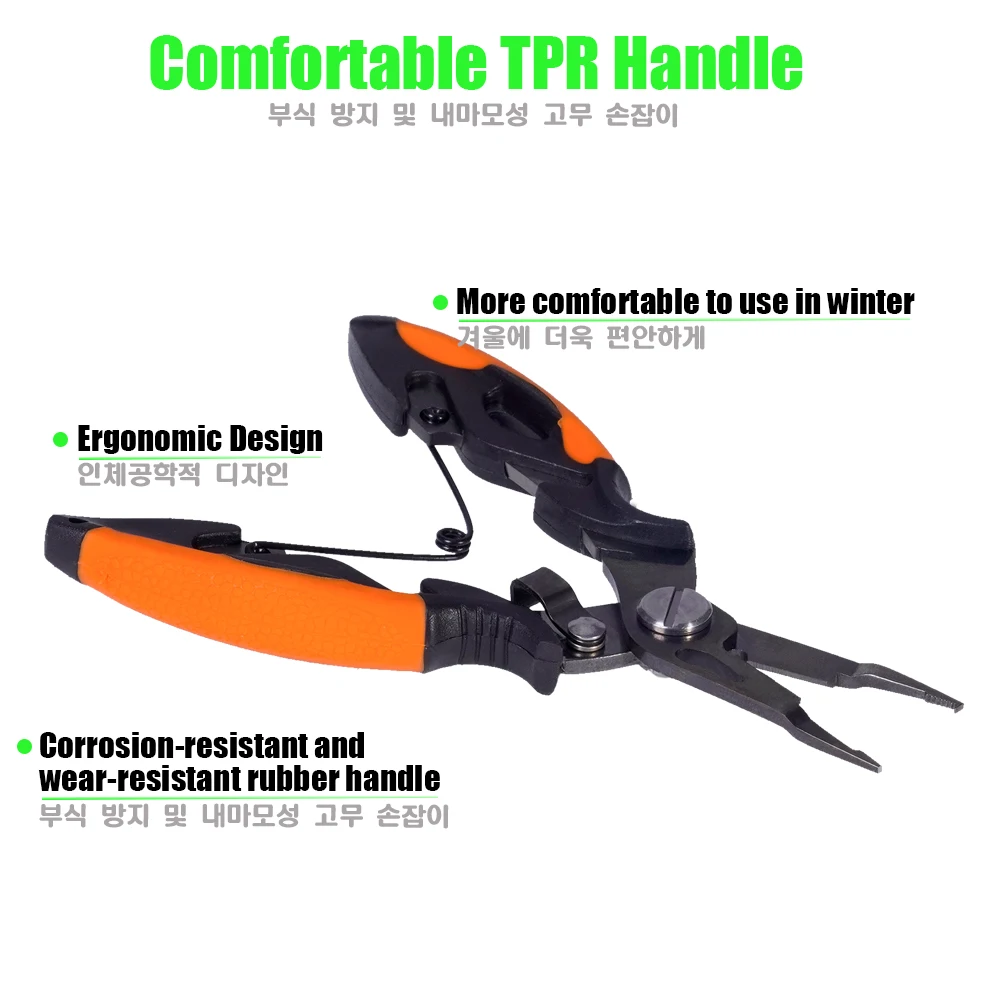 Comfortable TPR Handle
부식 방지 및 내마모성 고무 손잡이
More comfortable to use in winter
겨울에 더욱 편안하게
Ergonomic Design
인체공학적 디자인
Corrosion-resistant and
wear-resistant rubber handle
부식 방지 및 내마모성 고무 손잡이